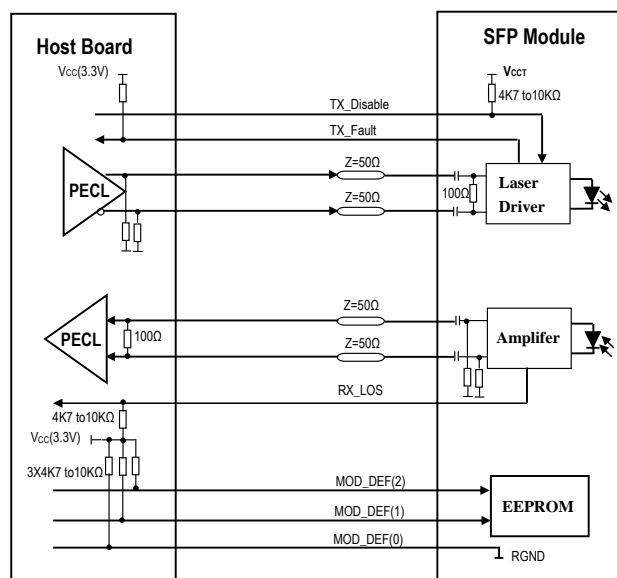 Host Board
SFP Module
Vcc(3.3V)
VCCT
4K7 to10KΩ
TX_Disable
TX_Fault
Z=50Ω
PECL
100Ω
Laser
Driver
Z=50Ω
Z=50Ω
PECL
100Ω
Amplifer
Z=50Ω
RX_LOS
4K7 to10KΩ
Vcc(3.3V)
3X4K7 to10KΩ
MOD_DEF(2)
EEPROM
MOD_DEF(1)
MOD_DEF(0)
RGND